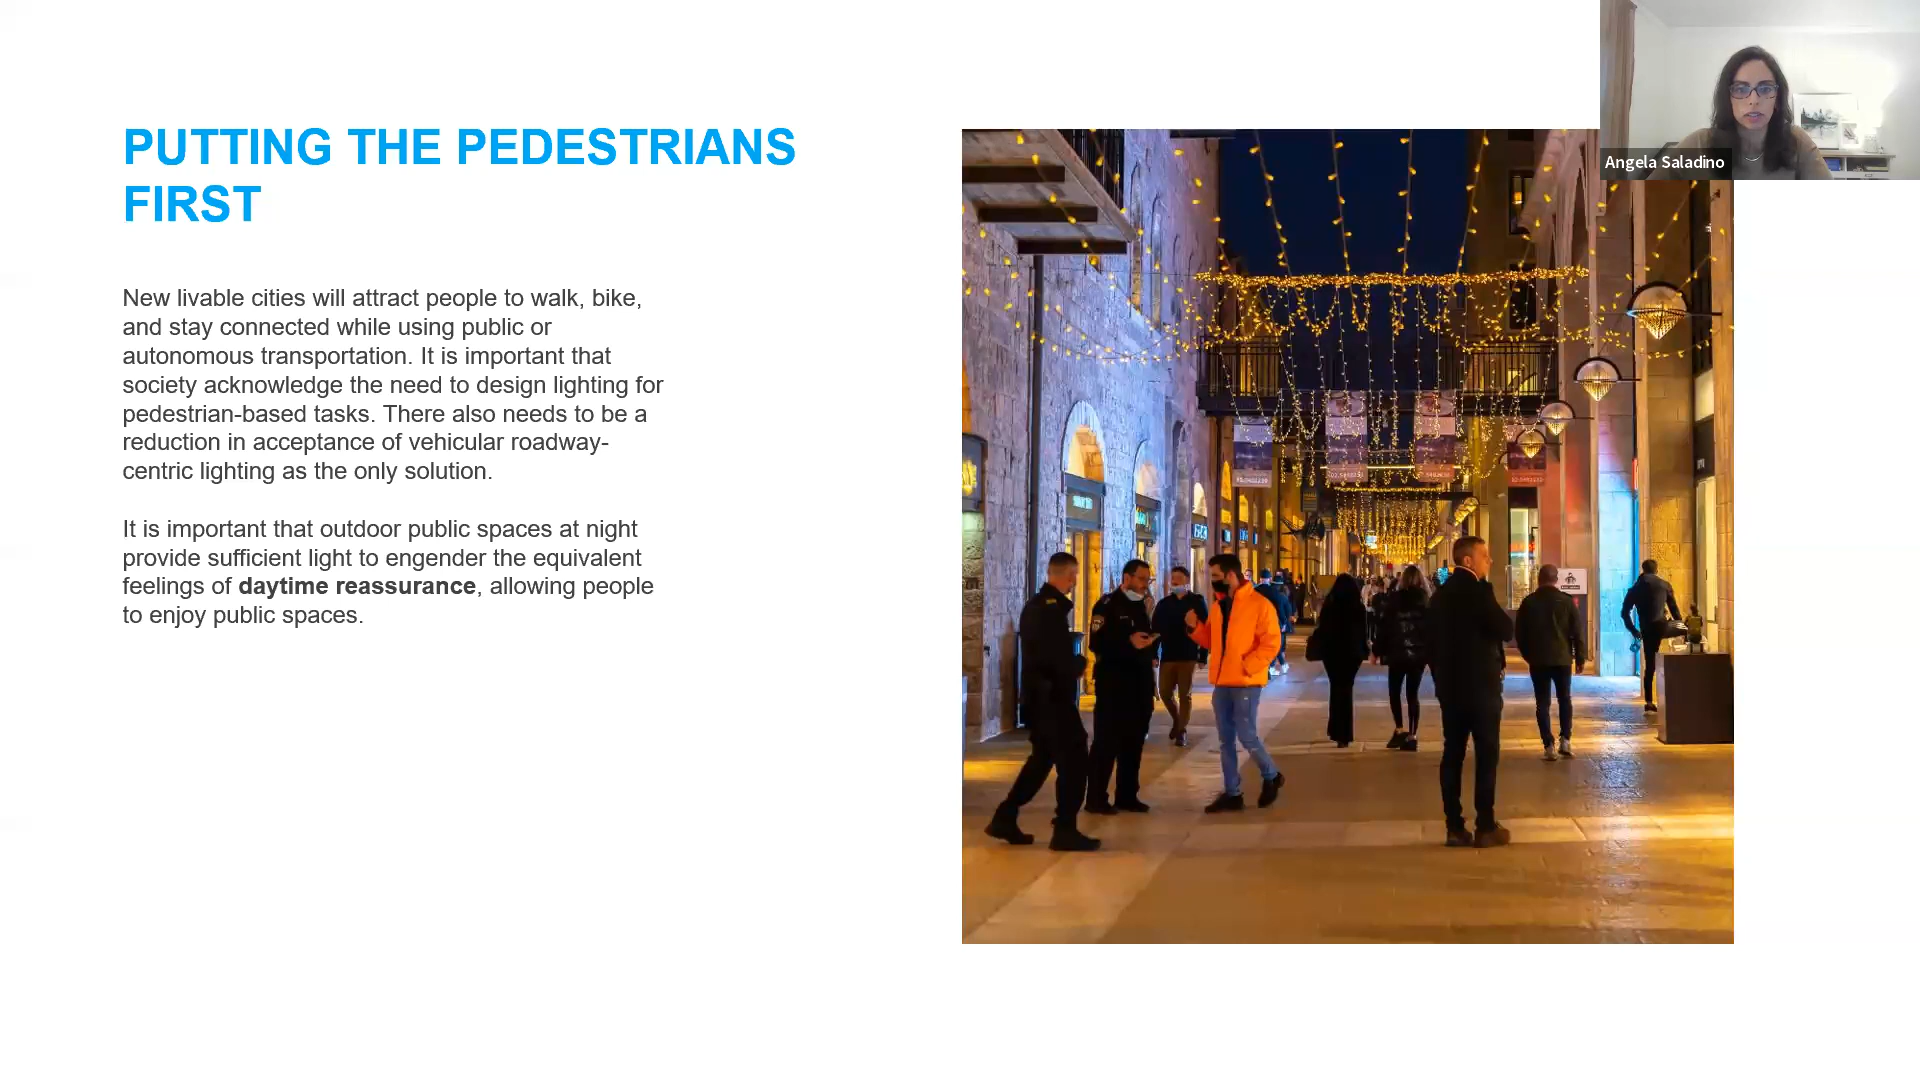 PUTTING THE PEDESTRIANS
FIRST
New livable cities will attract people to walk, bike,
and stay connected while using public or
autonomous transportation. It is important that
society acknowledge the need to design lighting for
pedestrian-based tasks. There also needs to be a
reduction in acceptance of vehicular roadway-
centric lighting as the only solution.
It is important that outdoor public spaces at night
provide sufficient light to engender the equivalent
feelings of daytime reassurance, allowing people
to enjoy public spaces.
Angela Saladino